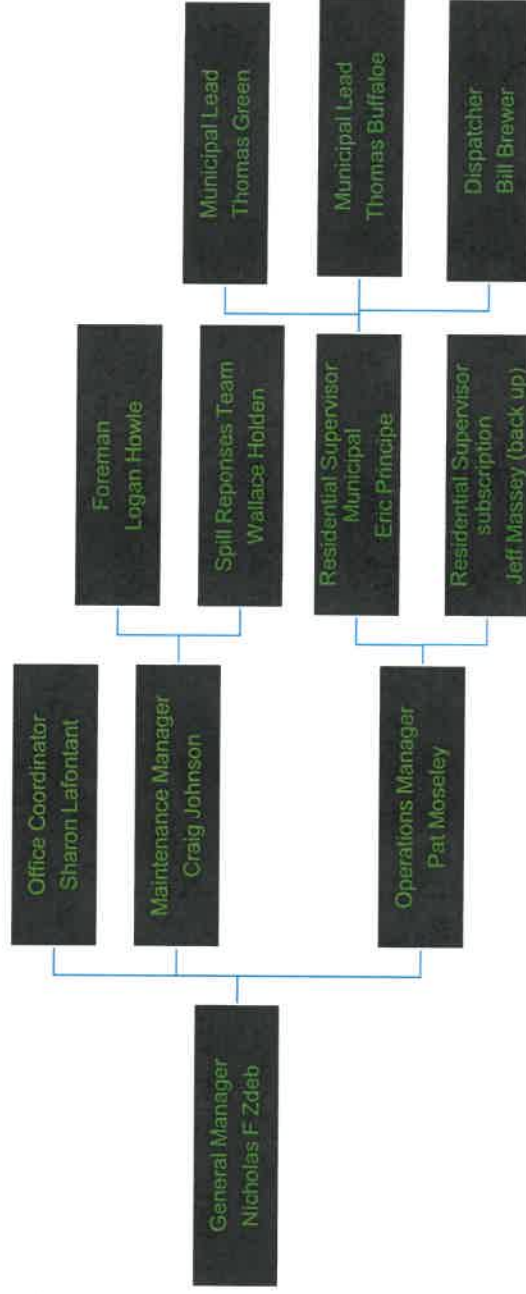 General Manager
Nicholas F Zdeb
Office Coordinator
Sharon Lafontant
Maintenance Manager
Craig Johnson
Operations Manager
Pat Moseley
Foreman
Logan Howle
Spill Reponses Team
Wallace Holden
Residential Supervisor
Municipal
Eric Principe
Residential Supervisor
subscription
Jeff Massey (back up)
Municipal Lead
Thomas Green
Municipal Lead
Thomas Buffaloe
Dispatcher
Bill Brewer